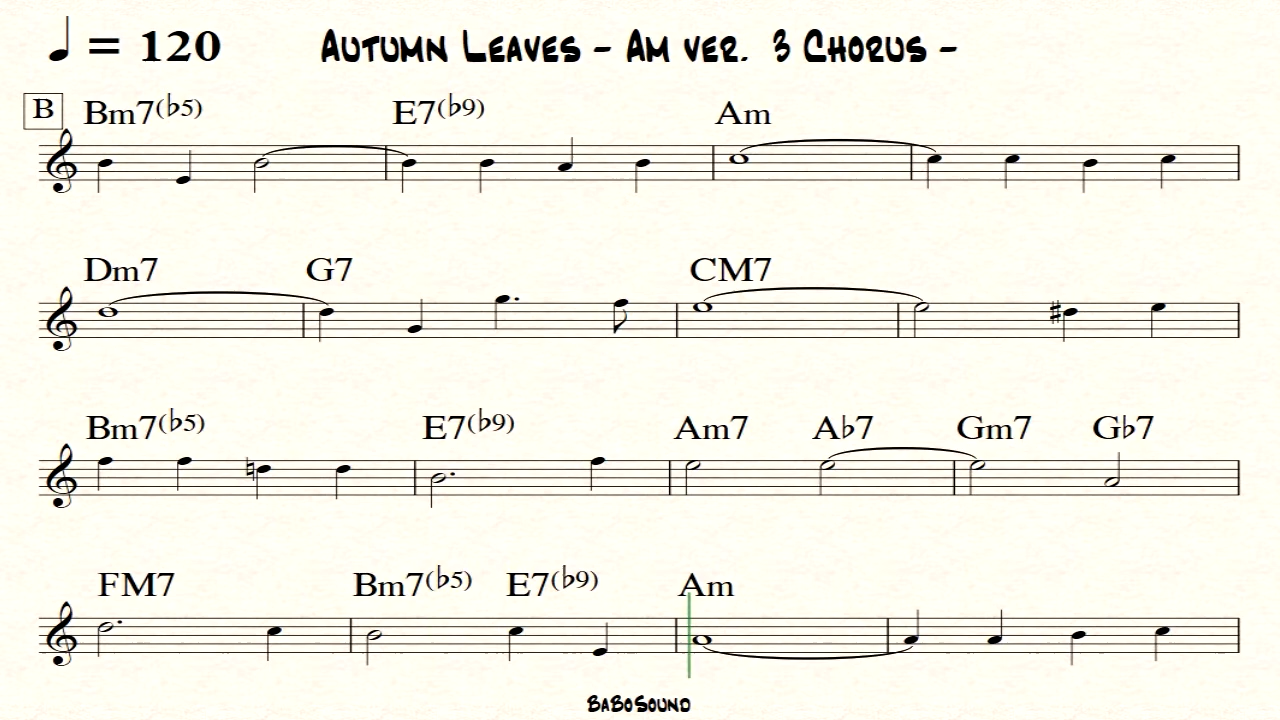 ♩ = 120 AUTUMN LEAVES - AM VER. 3 CHORUS -
B Bm7(♭5) E7(♭9) Am
Dm7 G7 CM7
Bm7(♭5) E7(♭9) Am7 A♭7 Gm7 G♭7
FM7 Bm7(♭5) E7(♭9) Am
BABOSOUND